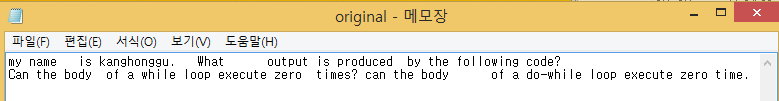 original - 메모장
파일(F) 편집(E) 서식(O) 보기(V) 도움말(H)
my name   is kanghonggu.   What      output is produced  by the following code?
Can the body  of a while loop execute zero  times? can the body      of a do-while loop execute zero time.